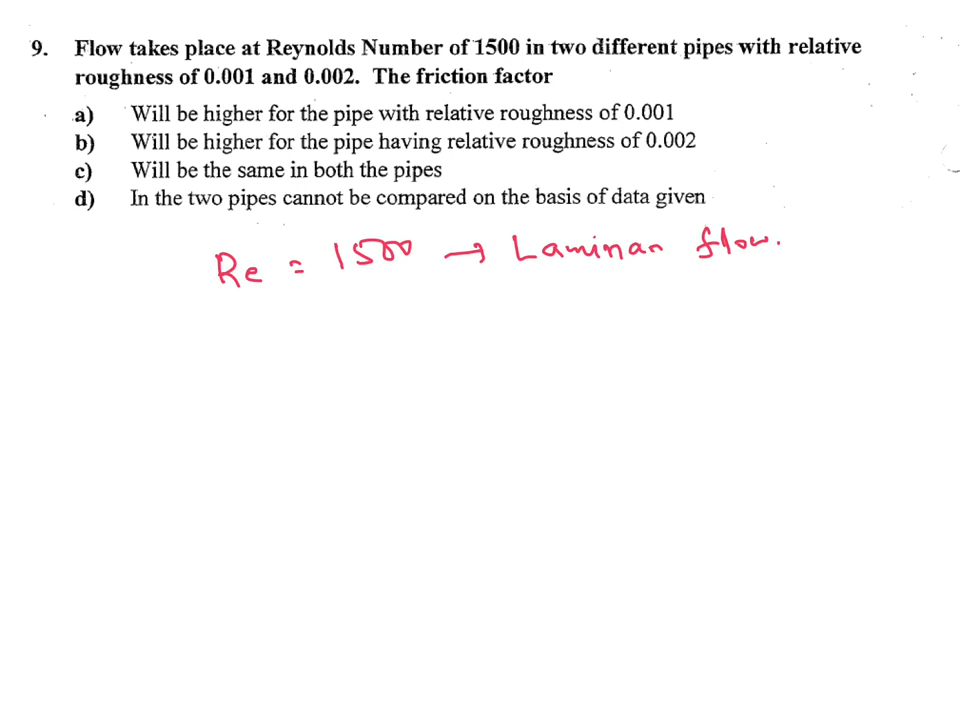 9. Flow takes place at Reynolds Number of 1500 in two different pipes with relative
roughness of 0.001 and 0.002. The friction factor
a) Will be higher for the pipe with relative roughness of 0.001
b) Will be higher for the pipe having relative roughness of 0.002
c) Will be the same in both the pipes
d) In the two pipes cannot be compared on the basis of data given
Re = 1500 → Laminar flow.